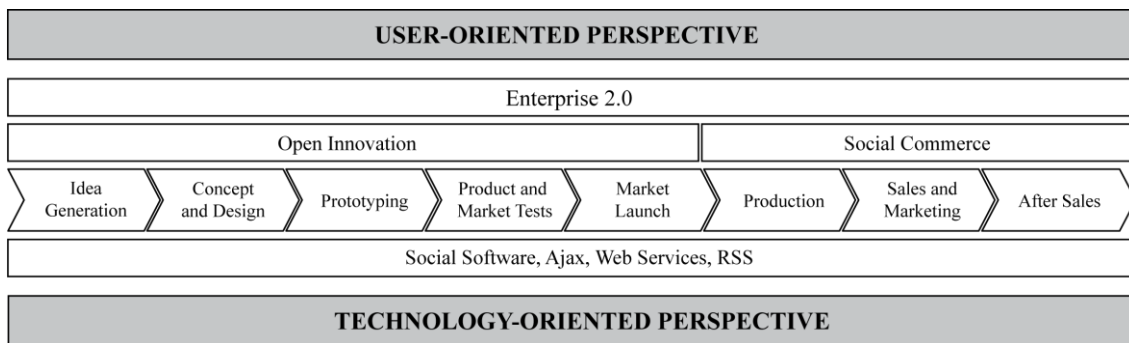 USER-ORIENTED PERSPECTIVE
Enterprise 2.0
Open Innovation
Social Commerce
Idea
Generation
Concept
and Design
Prototyping
Product and
Market Tests
Market
Launch
Production
Sales and
Marketing
After Sales
Social Software, Ajax, Web Services, RSS
TECHNOLOGY-ORIENTED PERSPECTIVE